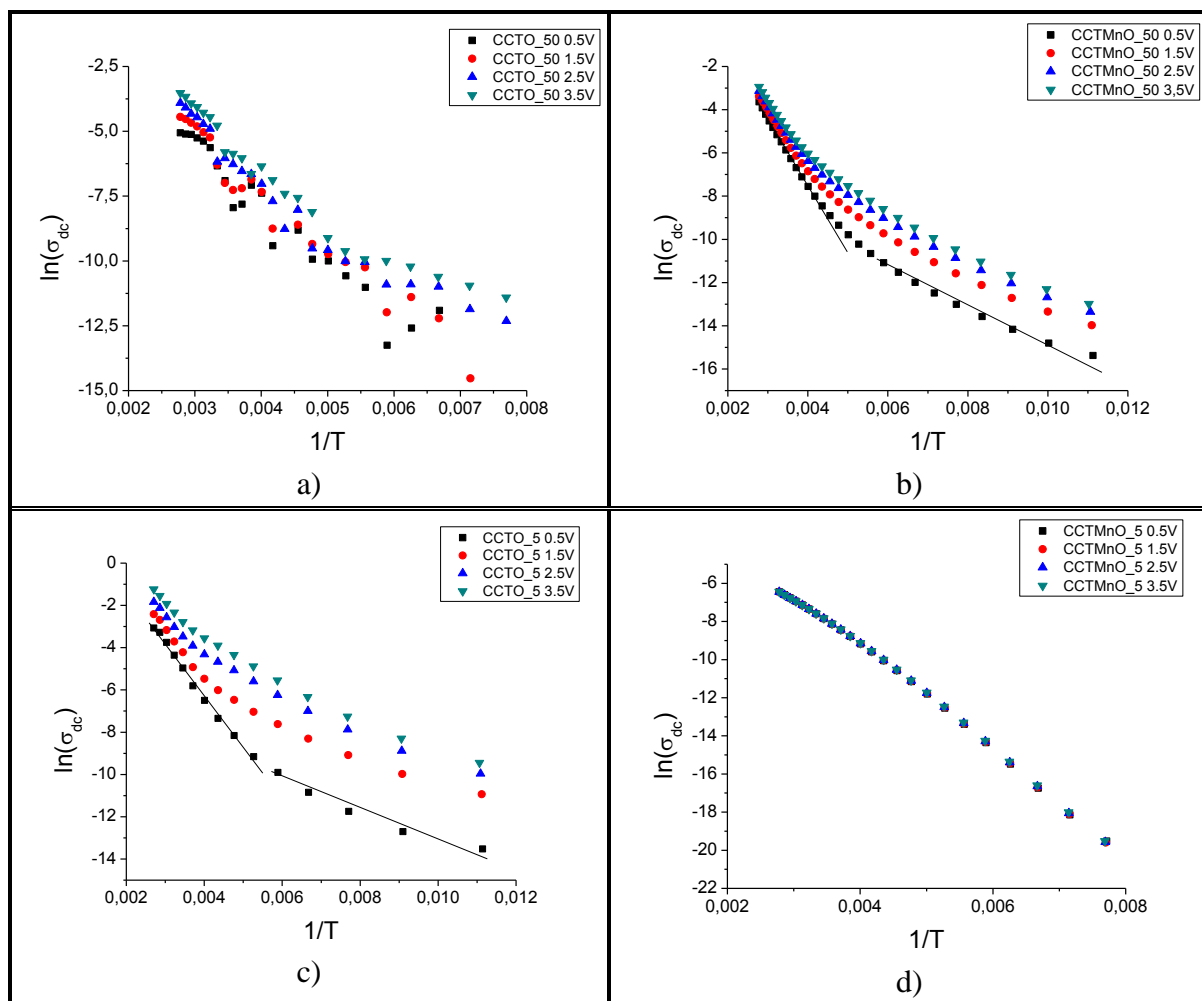 CCTO_50 0.5V
CCTO_50 1.5V
CCTO_50 2.5V
CCTO_50 3.5V
-2,5
-5,0
-7,5
-10,0
-12,5
-15,0
ln(σdc)
0,002 0,003 0,004 0,005 0,006 0,007 0,008
1/T
a)
CCTMnO_50 0.5V
CCTMnO_50 1.5V
CCTMnO_50 2.5V
CCTMnO_50 3,5V
-2
-4
-6
-8
-10
-12
-14
-16
ln(σdc)
0,002 0,004 0,006 0,008 0,010 0,012
1/T
b)
CCTO_5 0.5V
CCTO_5 1.5V
CCTO_5 2.5V
CCTO_5 3.5V
0
-2
-4
-6
-8
-10
-12
-14
ln(σdc)
0,002 0,004 0,006 0,008 0,010 0,012
1/T
c)
CCTMnO_5 0.5V
CCTMnO_5 1.5V
CCTMnO_5 2.5V
CCTMnO_5 3.5V
-6
-8
-10
-12
-14
-16
-18
-20
-22
ln(σdc)
0,002 0,004 0,006 0,008
1/T
d)